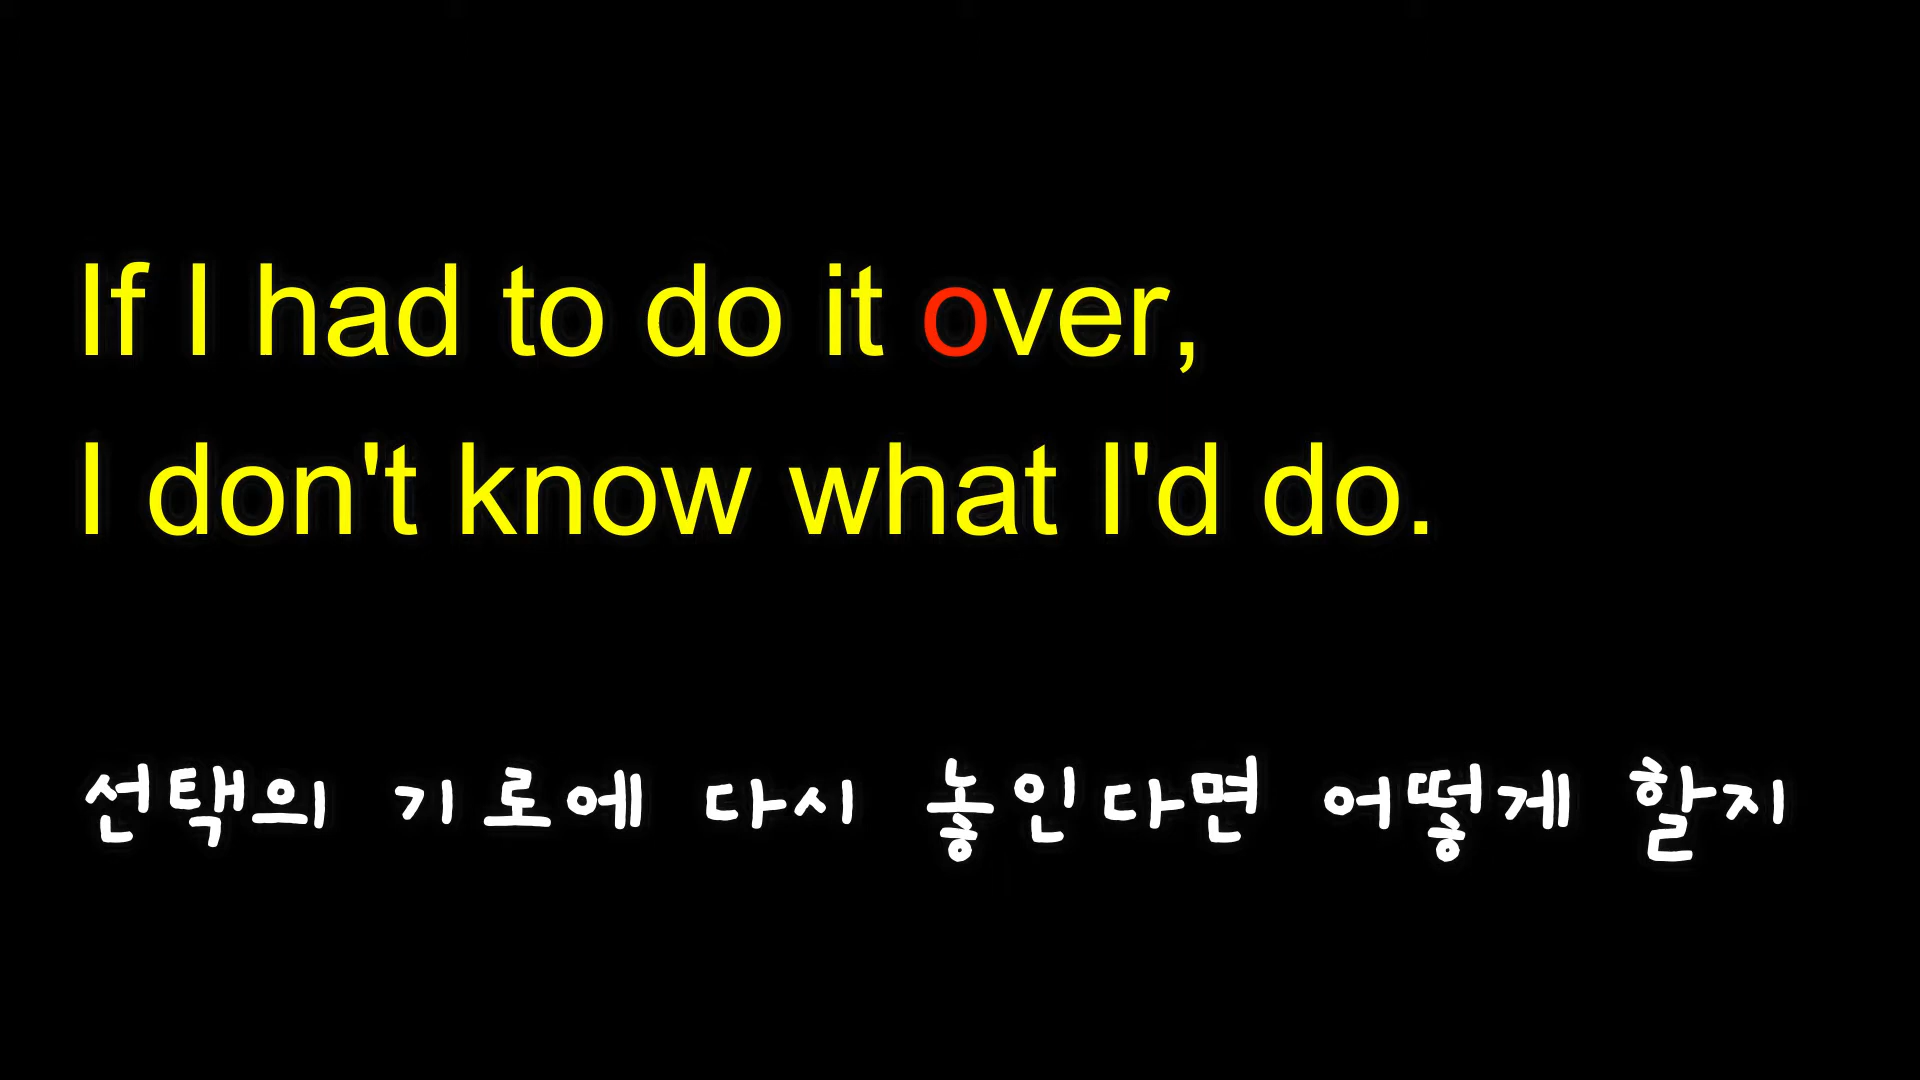 If I had to do it over,
I don't know what I'd do.
선택의 기로에 다시 놓인다면 어떻게 할지